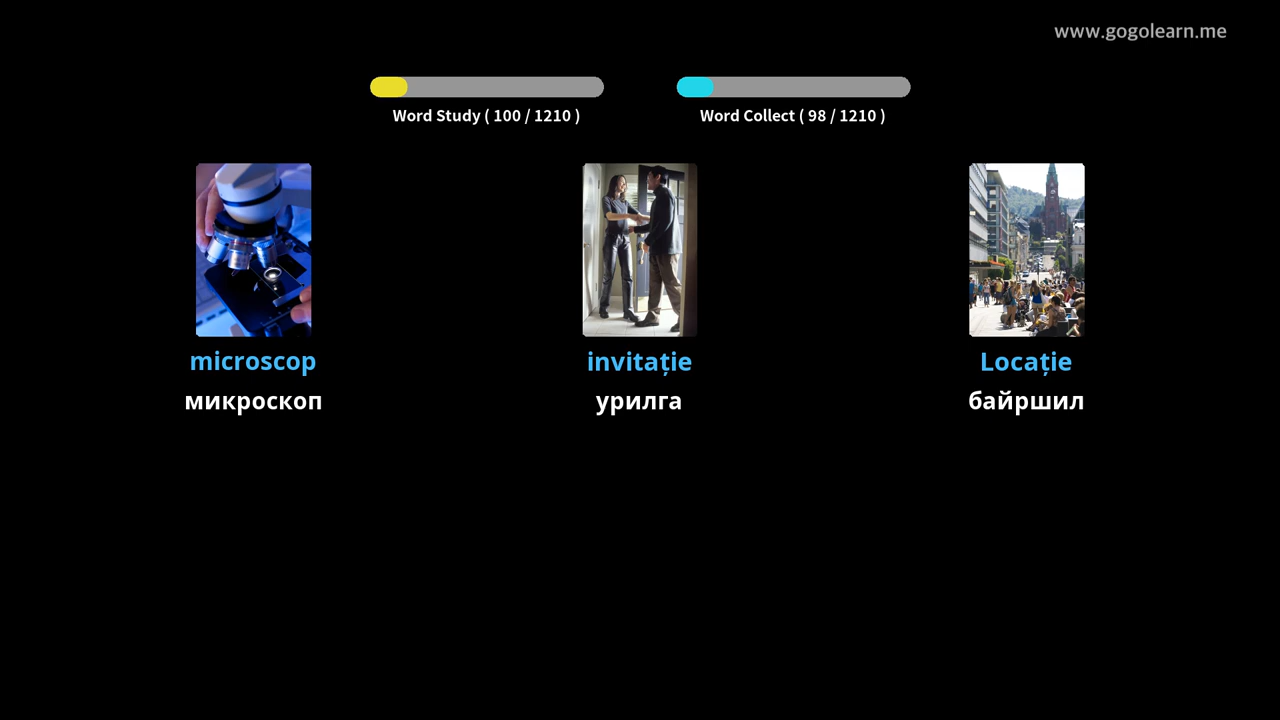 www.gogolearn.me
Word Study ( 100 / 1210 )
Word Collect ( 98 / 1210 )
microscop
invitație
Locație
микроскоп
урилга
байршил